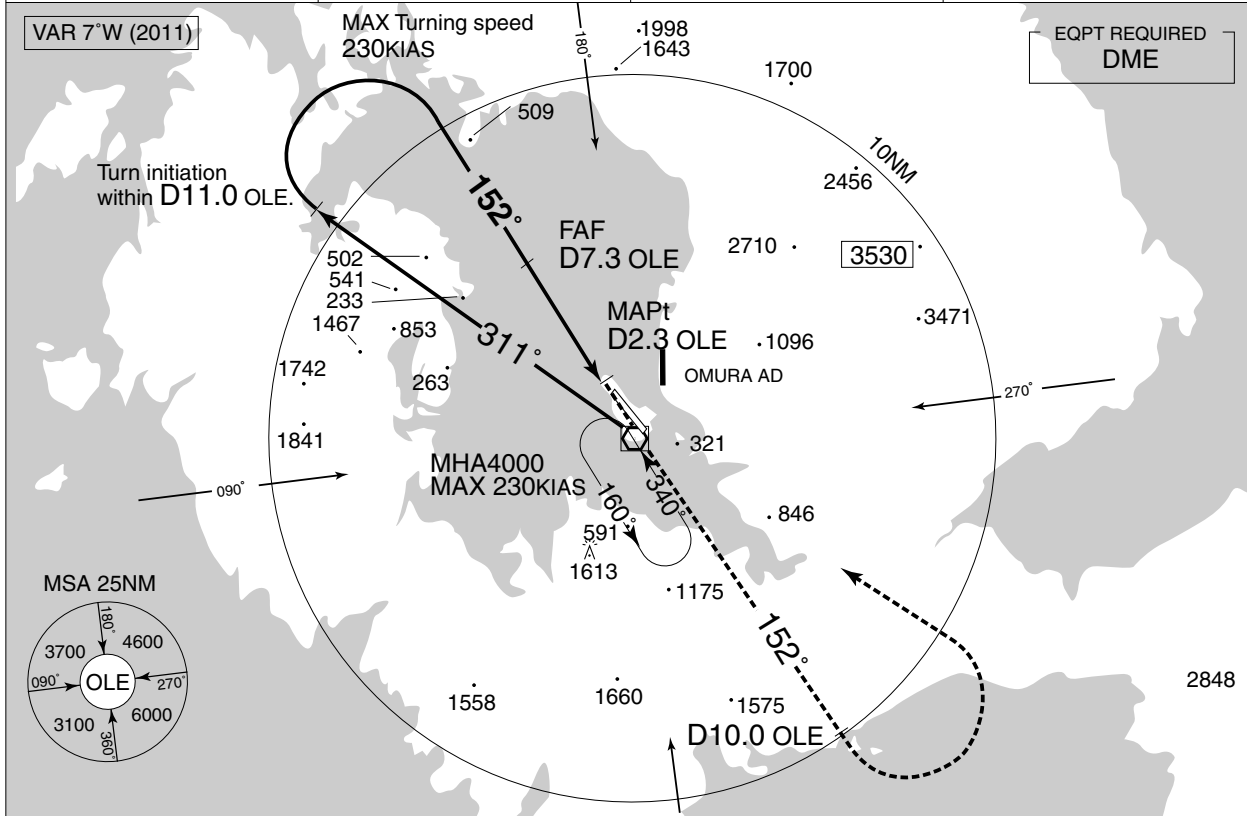 VAR 7°W (2011)
MAX Turning speed
230KIAS
180°
1998
1643
1700
EQPT REQUIRED
DME
509
10NM
2456
Turn initiation
within D11.0 OLE.
152°
FAF
D7.3 OLE
2710
3530
502
541
233
1467
853
311°
MAPt
D2.3 OLE
1096
3471
1742
263
OMURA AD
270°
1841
321
MHA4000
MAX 230KIAS
090°
160°
340°
846
591
1613
1175
MSA 25NM
180°
3700
4600
090°
OLE
270°
3100
6000
360°
152°
1558
1660
1575
D10.0 OLE
2848